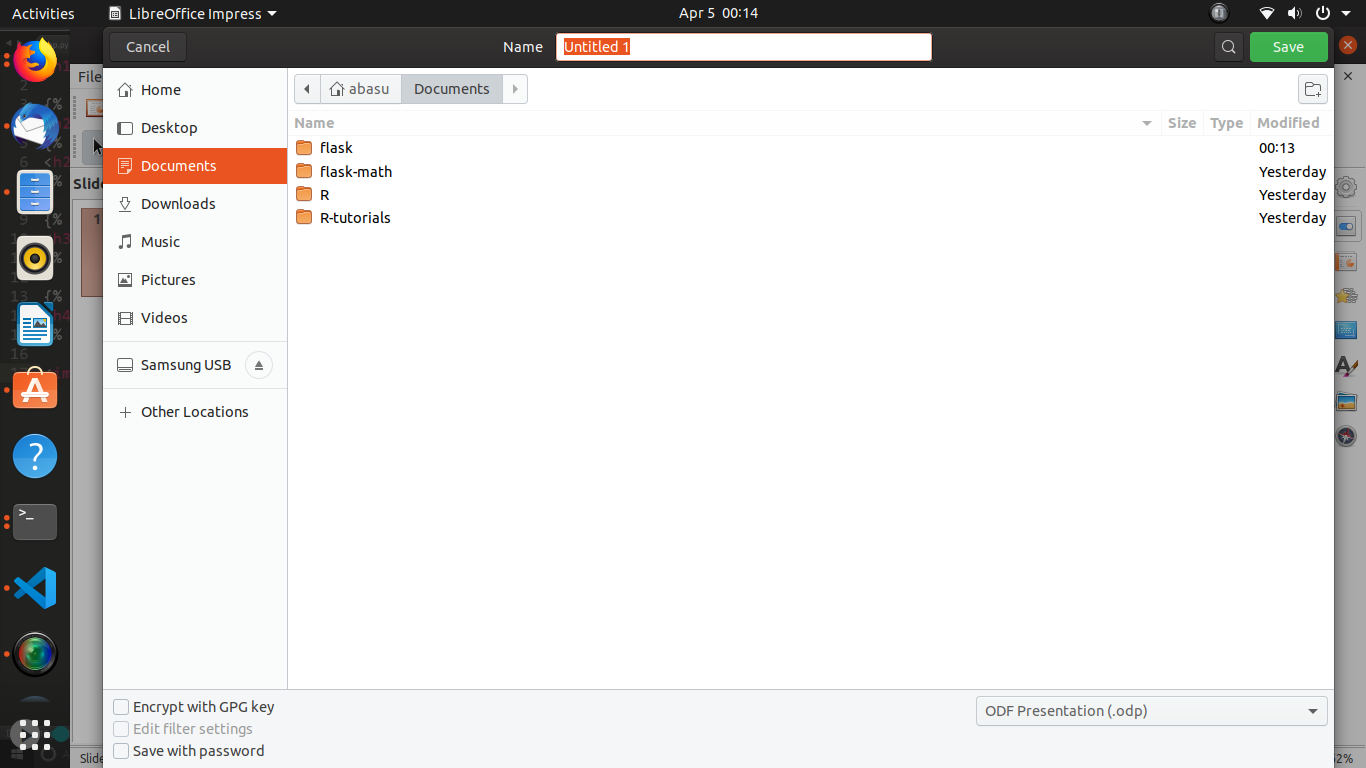 Activities LibreOffice Impress Apr 5 00:14
Cancel Name Untitled 1 Save
File
Home
Desktop
Documents
Downloads
Music
Pictures
Videos
Samsung USB
Other Locations
abasu Documents
Name Size Type Modified
flask 00:13
flask-math Yesterday
R Yesterday
R-tutorials Yesterday
Encrypt with GPG key
Edit filter settings
Save with password
ODF Presentation (.odp)